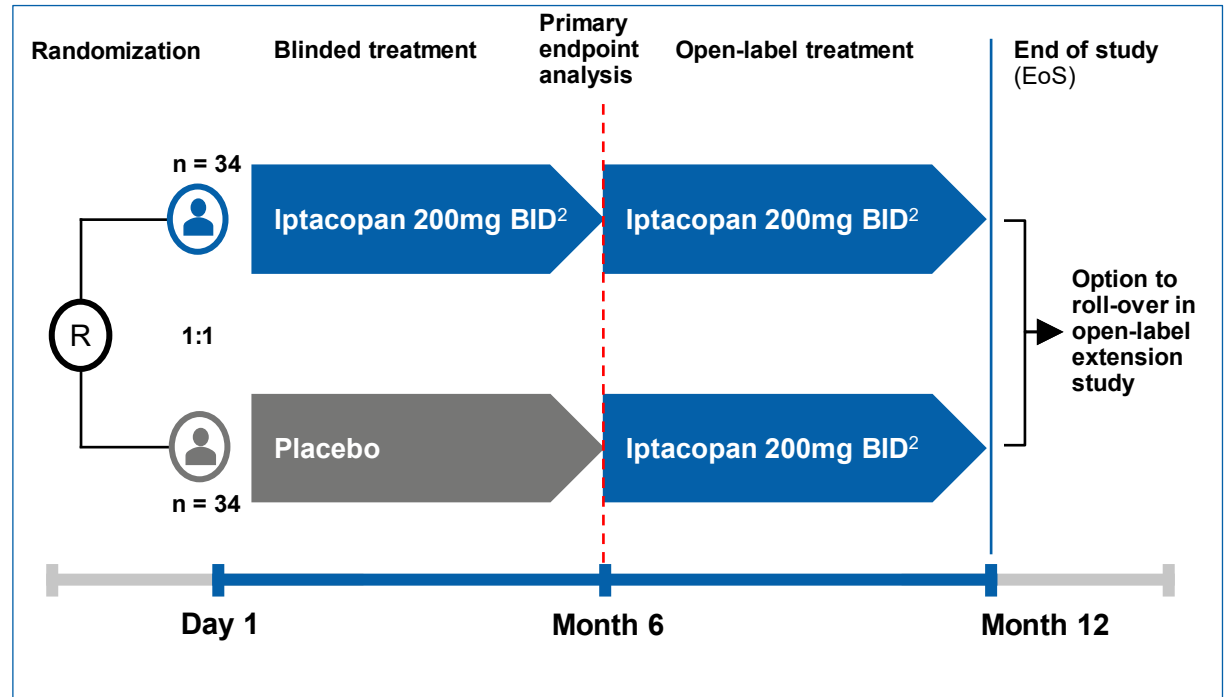 Randomization
Blinded treatment
Primary
endpoint
analysis
Open-label treatment
End of study
(EoS)
n = 34
Iptacopan 200mg BID²
Iptacopan 200mg BID²
R
1:1
Option to
roll-over in
open-label
extension
study
Placebo
Iptacopan 200mg BID²
n = 34
Day 1
Month 6
Month 12